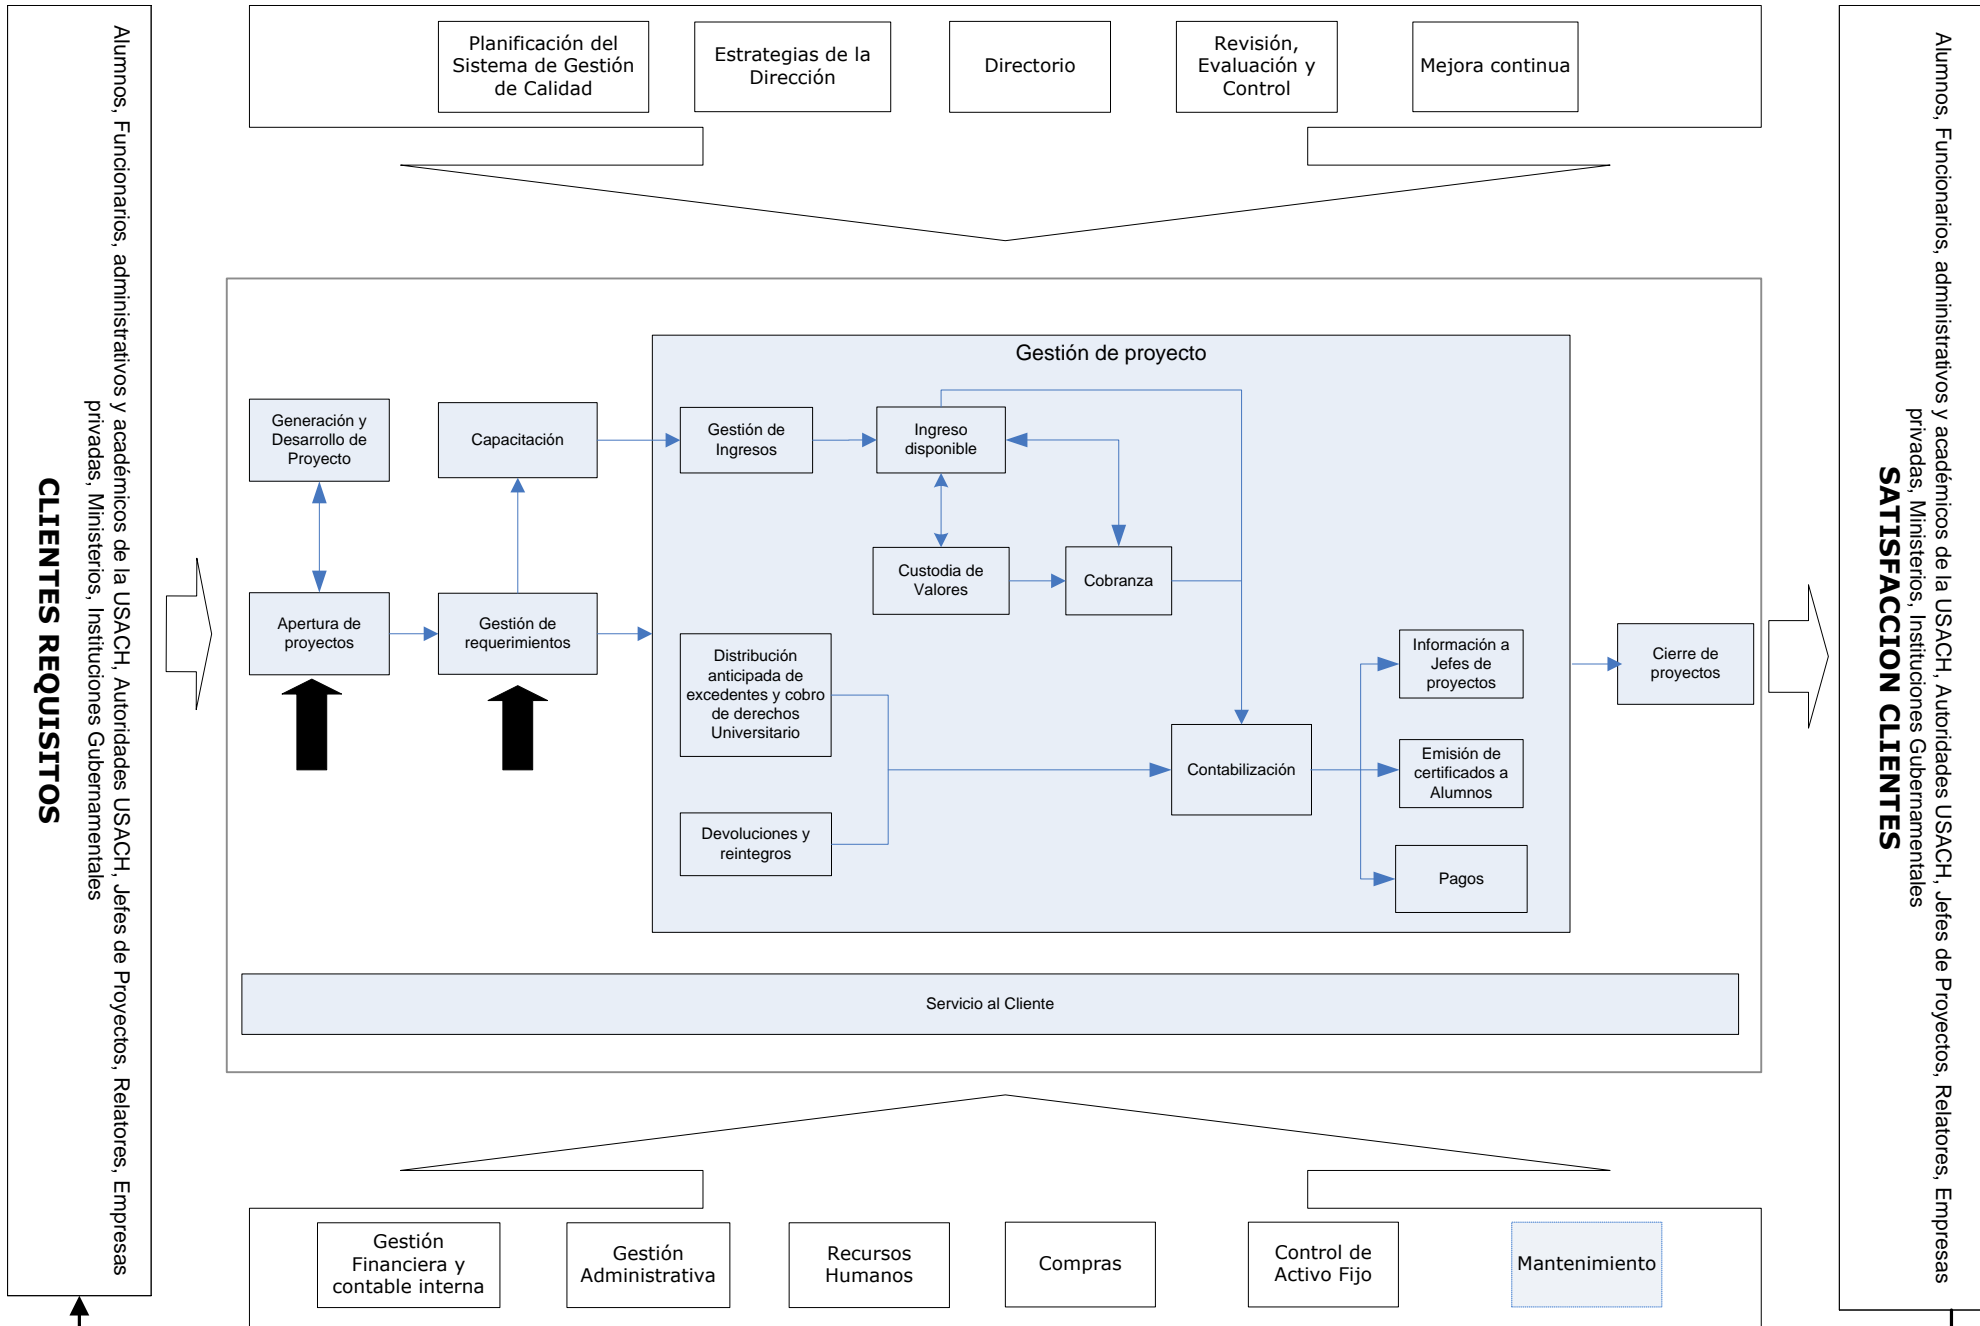 Alumnos, Funcionarios, administrativos y académicos de la USACH, Autoridades USACH, Jefes de Proyectos, Relatores, Empresas
privadas, Ministerios, Instituciones Gubernamentales
CLIENTES REQUISITOS
Planificación del
Sistema de Gestión
de Calidad
Estrategias de la
Dirección
Directorio
Revisión,
Evaluación y
Control
Mejora continua
Gestión de proyecto
Generación y
Desarrollo de
Proyecto
Capacitación
Gestión de
Ingresos
Ingreso
disponible
Custodia de
Valores
Cobranza
Apertura de
proyectos
Gestión de
requerimientos
Distribución
anticipada de
excedentes y cobro
de derechos
Universitario
Información a
Jefes de
proyectos
Cierre de
proyectos
Contabilización
Emisión de
certificados a
Alumnos
Devoluciones y
reintegros
Pagos
Servicio al Cliente
Gestión
Financiera y
contable interna
Gestión
Administrativa
Recursos
Humanos
Compras
Control de
Activo Fijo
Mantenimiento
Alumnos, Funcionarios, administrativos y académicos de la USACH, Autoridades USACH, Jefes de Proyectos, Relatores, Empresas
privadas, Ministerios, Instituciones Gubernamentales
SATISFACCION CLIENTES